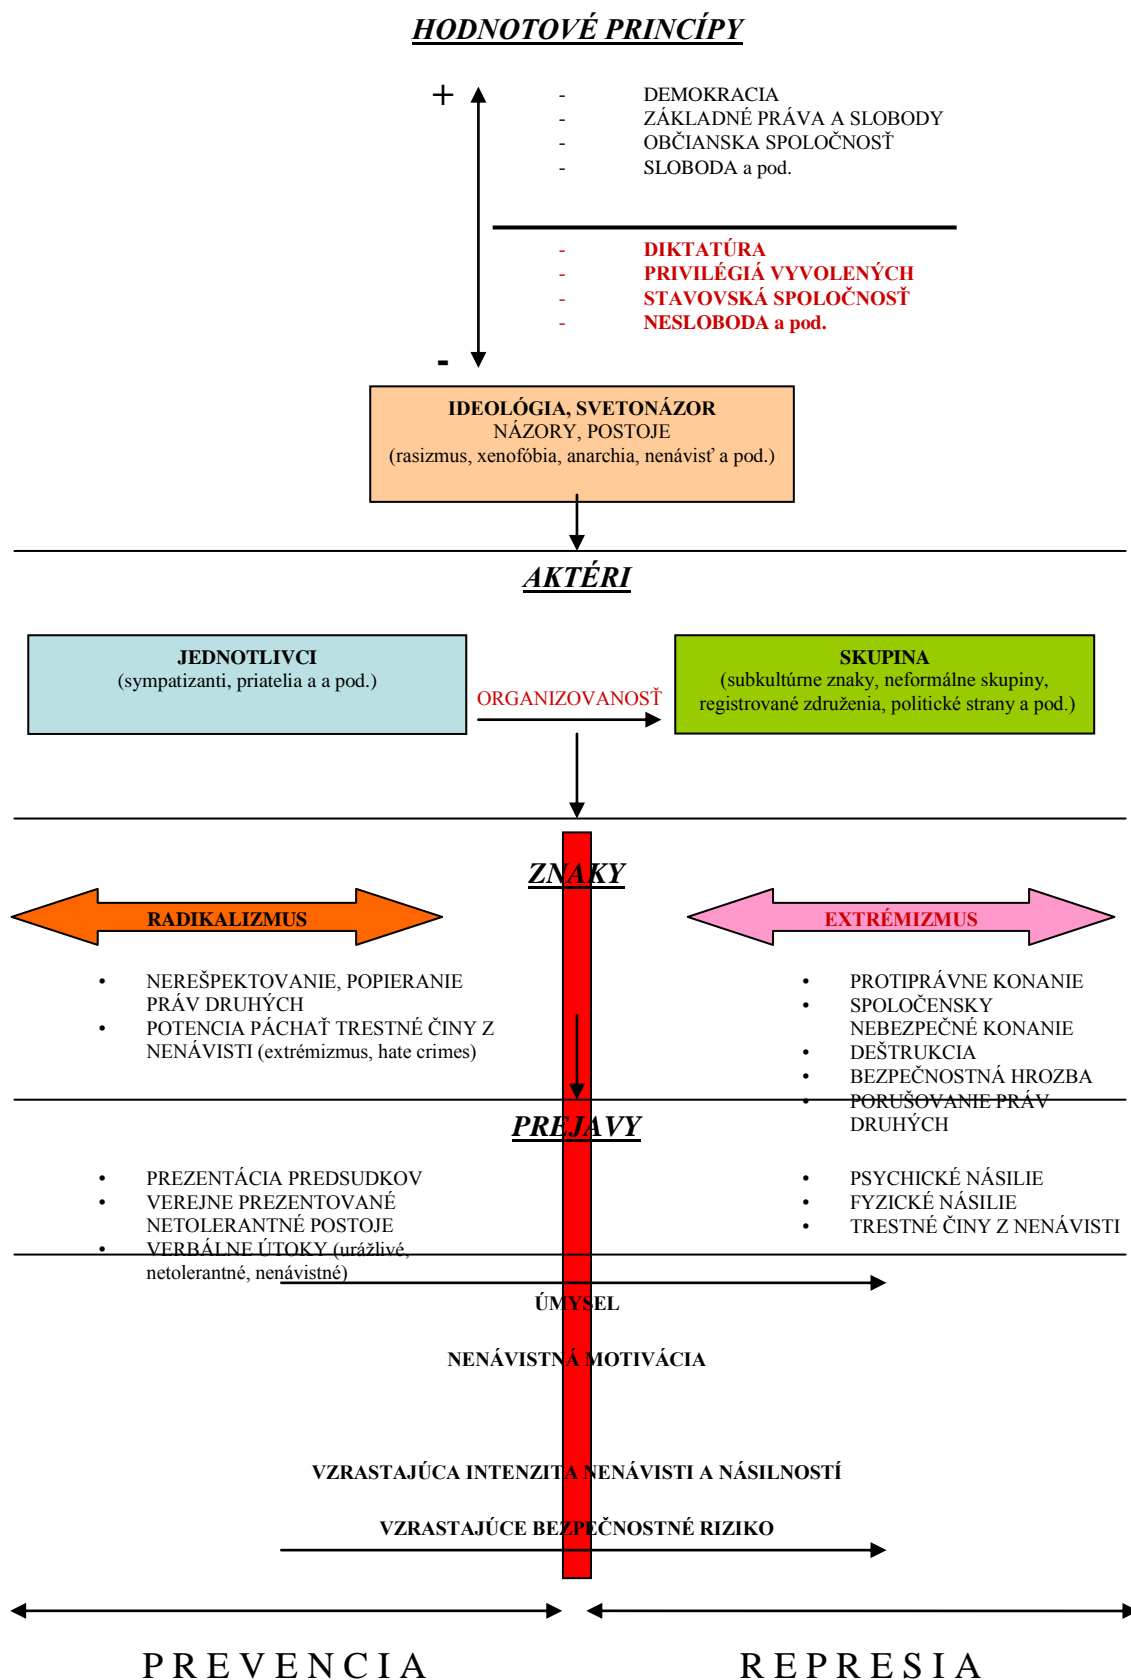 HODNOTOVÉ PRINCÍPY
+
- DEMOKRACIA
- ZÁKLADNÉ PRÁVA A SLOBODY
- OBČIANSKA SPOLOČNOSŤ
- SLOBODA a pod.
- DIKTATÚRA
- PRIVILÉGIÁ VYVOLENÝCH
- STAVOVSKÁ SPOLOČNOSŤ
- NESLOBODA a pod.
-
IDEOLÓGIA, SVETONÁZOR
NÁZORY, POSTOJE
(rasizmus, xenofóbia, anarchia, nenávisť a pod.)
AKTÉRI
JEDNOTLIVCI
(sympatizanti, priatelia a a pod.)
ORGANIZOVANOSŤ
SKUPINA
(subkultúrne znaky, neformálne skupiny,
registrované združenia, politické strany a pod.)
ZNAKY
RADIKALIZMUS
• NEREŠPEKTOVANIE, POPIERANIE
PRÁV DRUHÝCH
• POTENCIA PÁCHAŤ TRESTNÉ ČINY Z
NENÁVISTI (extrémizmus, hate crimes)
EXTRÉMIZMUS
• PROTIPRÁVNE KONANIE
• SPOLOČENSKY
NEBEZPEČNÉ KONANIE
• DEŠTRUKCIA
• BEZPEČNOSTNÁ HROZBA
• PORUŠOVANIE PRÁV
DRUHÝCH
PREJAVY
• PREZENTÁCIA PREDSUDKOV
• VEREJNE PREZENTOVANÉ
NETOLERANTNÉ POSTOJE
• VERBÁLNE ÚTOKY (urážlivé,
netolerantné, nenávistné)
• PSYCHICKÉ NÁSILIE
• FYZICKÉ NÁSILIE
• TRESTNÉ ČINY Z NENÁVISTI
ÚMYSEL
NENÁVISTNÁ MOTIVÁCIA
VZRASTAJÚCA INTENZITA NENÁVISTI A NÁSILNOSTÍ
VZRASTAJÚCE BEZPEČNOSTNÉ RIZIKO
PREVENCIA
REPRESIA